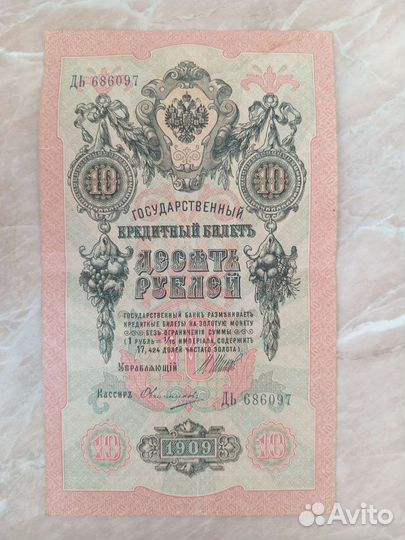 ДЬ 686097
10 10
ГОСУДАРСТВЕННЫЙ
КРЕДИТНЫЙ БИЛЕТЪ
ДЕСЯТЬ
РУБЛЕЙ
ГОСУДАРСТВЕННЫЙ БАНКЪ РАЗМѢНИВАЕТЪ
КРЕДИТНЫЕ БИЛЕТЫ НА ЗОЛОТУЮ МОНЕТУ
БЕЗЪ ОГРАНИЧЕНІЯ СУММЫ
(1 РУБЛЬ = 1/15 ИМПЕРІАЛА, СОДЕРЖИТЪ
17,424 ДОЛЕЙ ЧИСТАГО ЗОЛОТА)
УПРАВЛЯЮЩІЙ
КАССИРЪ
ДЬ 686097
10 1909 10
Avito